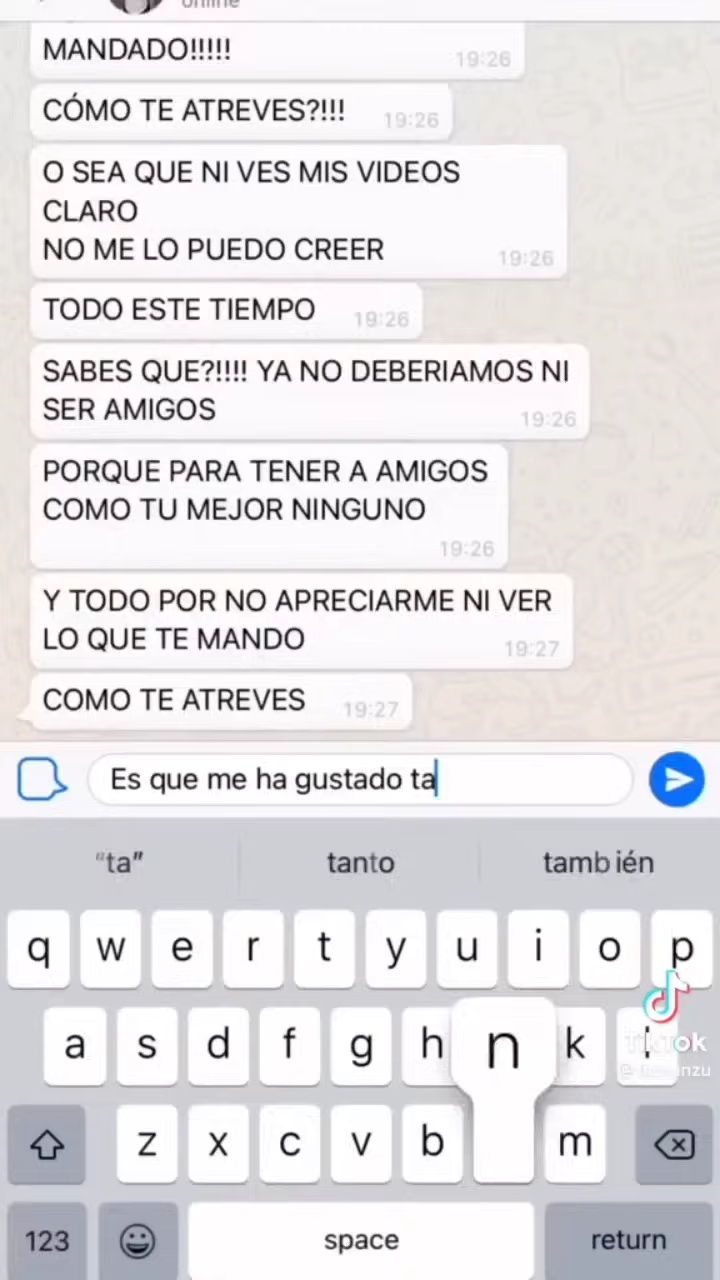 online
MANDADO!!!!!
19:26
CÓMO TE ATREVES?!!!
19:26
O SEA QUE NI VES MIS VIDEOS
CLARO
NO ME LO PUEDO CREER
19:26
TODO ESTE TIEMPO
19:26
SABES QUE?!!!! YA NO DEBERIAMOS NI
SER AMIGOS
19:26
PORQUE PARA TENER A AMIGOS
COMO TU MEJOR NINGUNO
19:26
Y TODO POR NO APRECIARME NI VER
LO QUE TE MANDO
19:27
COMO TE ATREVES
19:27
Es que me ha gustado ta
"ta" tanto también
q w e r t y u i o p
a s d f g h n k l
TikTok
z x c v b m
123 space return